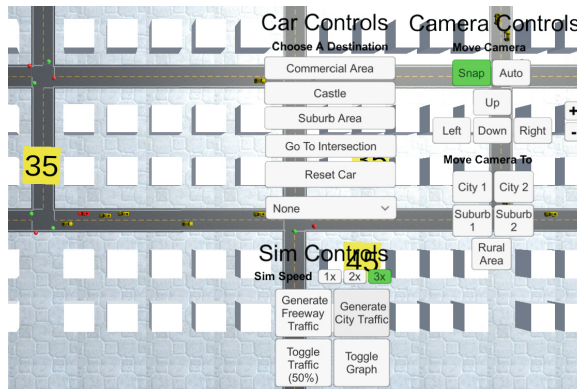 Car Controls
Camera Controls
Choose A Destination
Move Camera
Commercial Area
Snap
Auto
Castle
Up
Suburb Area
Left
Down
Right
+
-
Go To Intersection
Move Camera To
35
Reset Car
City 1
City 2
None
Suburb
1
Suburb
2
Sim Controls
Rural
Area
45
Sim Speed
1x
2x
3x
Generate
Freeway
Traffic
Generate
City Traffic
Toggle
Traffic
(50%)
Toggle
Graph